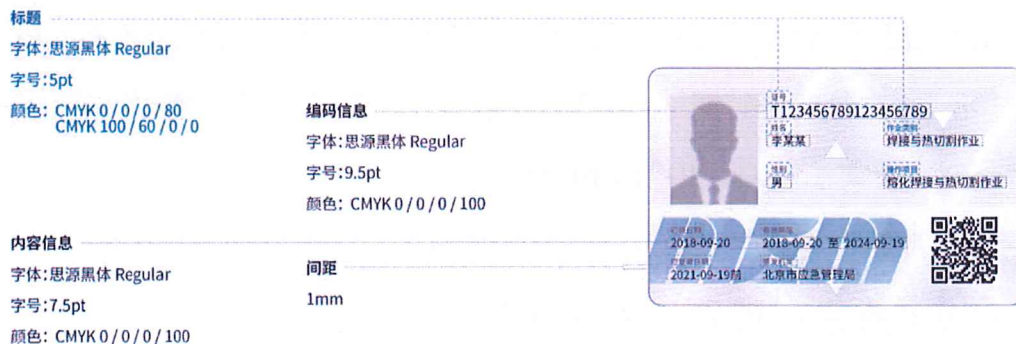 标题
字体:思源黑体 Regular
字号:5pt
颜色: CMYK 0 / 0 / 0 / 80
CMYK 100 / 60 / 0 / 0
编码信息
字体:思源黑体 Regular
字号:9.5pt
颜色: CMYK 0 / 0 / 0 / 100
内容信息
字体:思源黑体 Regular
字号:7.5pt
颜色: CMYK 0 / 0 / 0 / 100
间距
1mm
证号
T123456789123456789
姓名
李某某
作业类别
焊接与热切割作业
性别
男
操作项目
熔化焊接与热切割作业
2018-09-20
2018-09-20 至 2024-09-19
2021-09-19前
北京市应急管理局